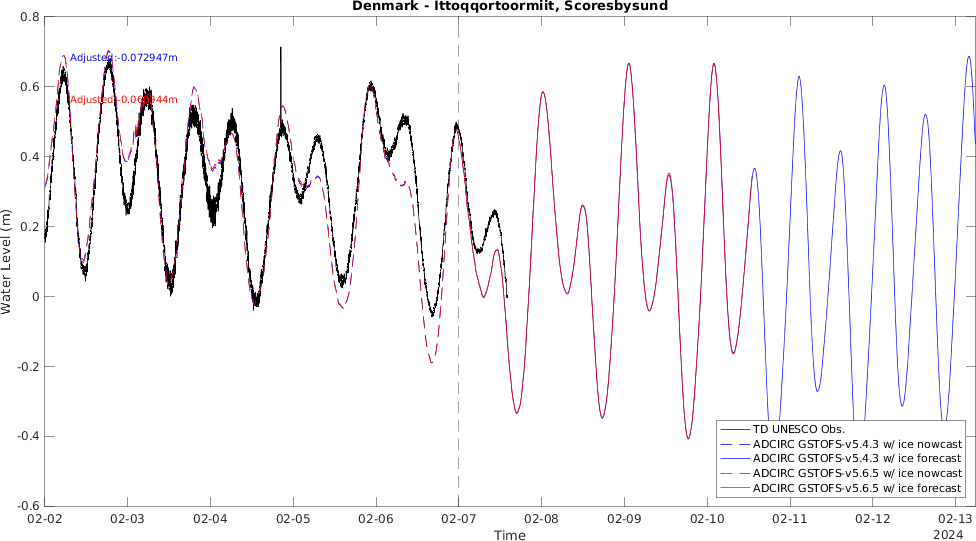 Denmark - Ittoqqortoormiit, Scoresbysund
Adjusted:-0.072947m
Water Level (m)
0.8
0.6
0.4
0.2
0
-0.2
-0.4
-0.6
TD UNESCO Obs.
ADCIRC GSTOFS-v5.4.3 w/ ice nowcast
ADCIRC GSTOFS-v5.4.3 w/ ice forecast
ADCIRC GSTOFS-v5.6.5 w/ ice nowcast
ADCIRC GSTOFS-v5.6.5 w/ ice forecast
02-02 02-03 02-04 02-05 02-06 02-07 02-08 02-09 02-10 02-11 02-12 02-13
Time 2024